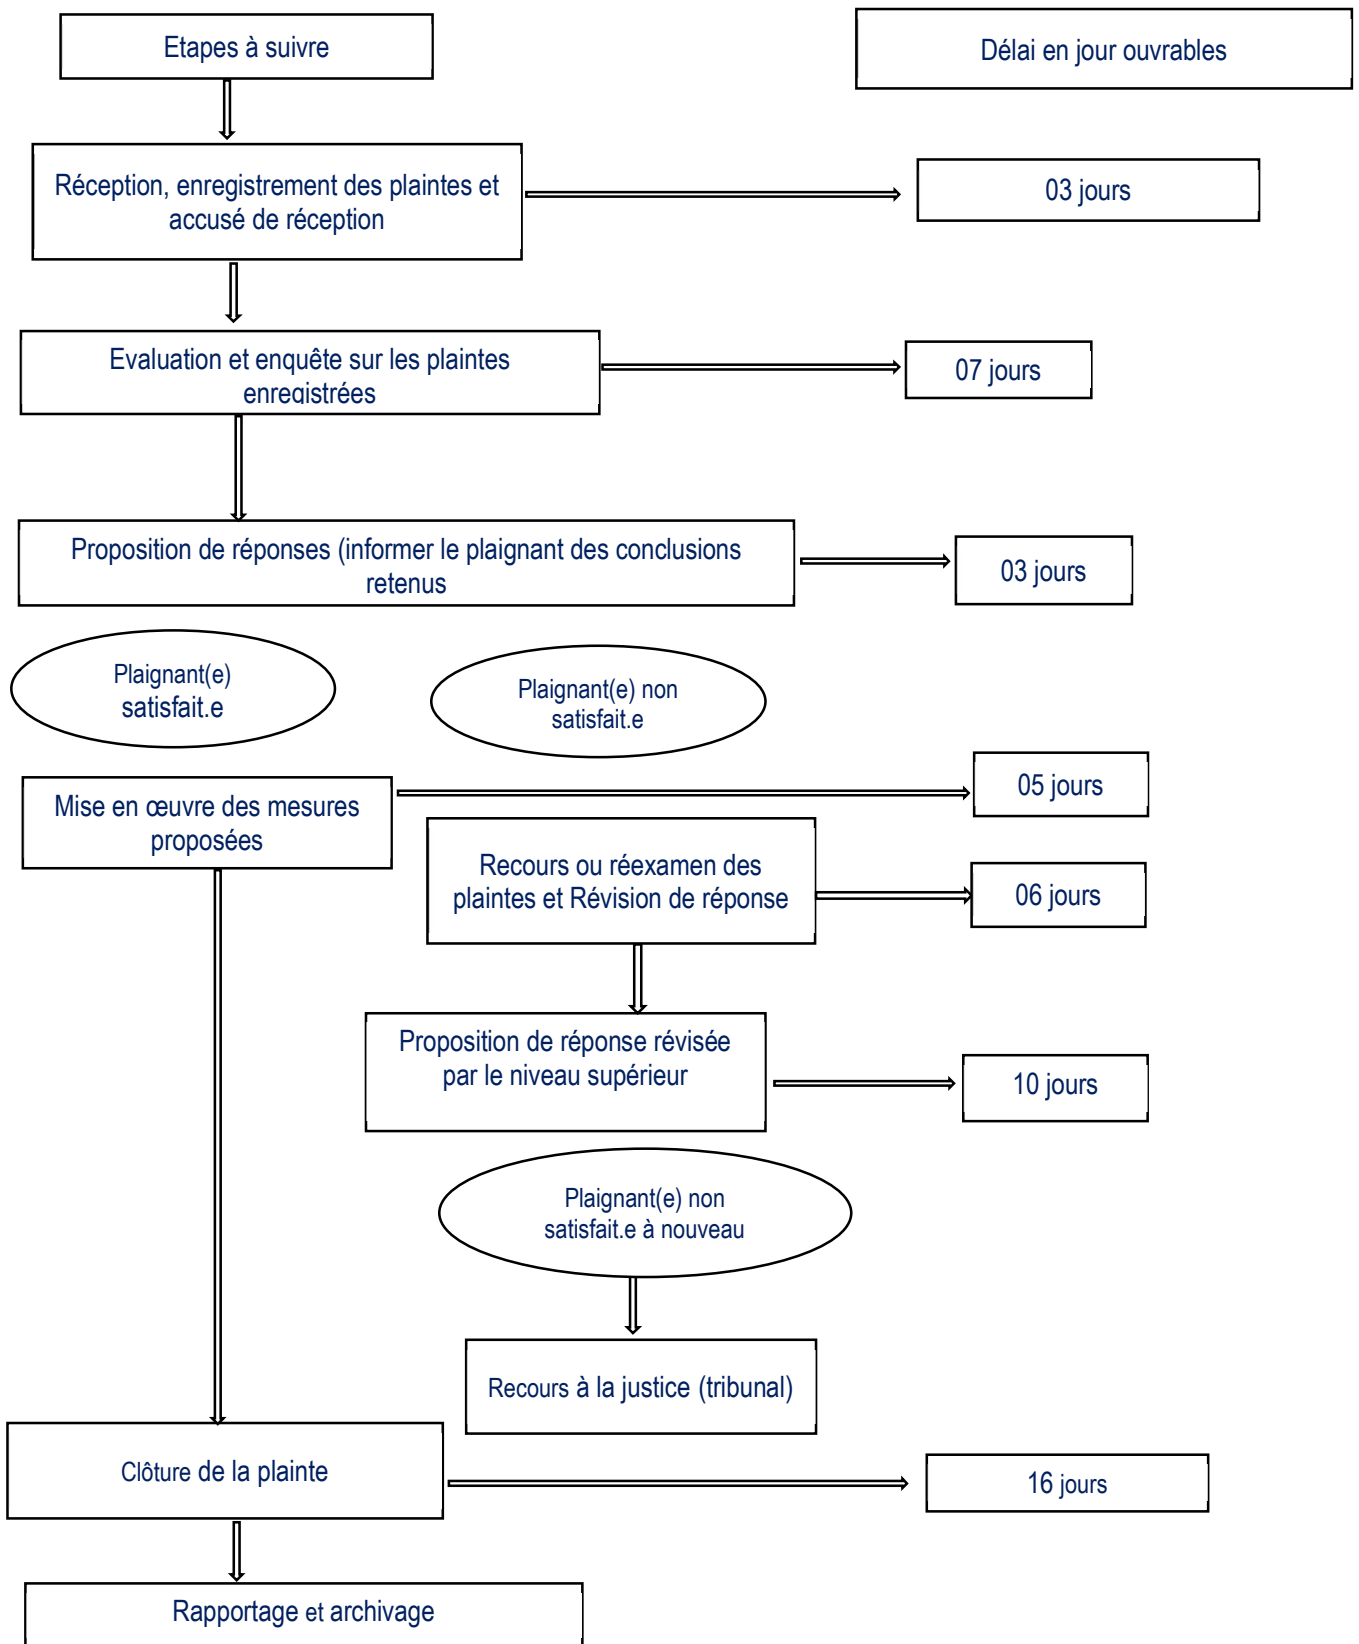 Etapes à suivre
Délai en jour ouvrables
Réception, enregistrement des plaintes et
accusé de réception
03 jours
Evaluation et enquête sur les plaintes
enregistrées
07 jours
Proposition de réponses (informer le plaignant des conclusions
retenus
03 jours
Plaignant(e)
satisfait.e
Plaignant(e) non
satisfait.e
Mise en œuvre des mesures
proposées
05 jours
Recours ou réexamen des
plaintes et Révision de réponse
06 jours
Proposition de réponse révisée
par le niveau supérieur
10 jours
Plaignant(e) non
satisfait.e à nouveau
Recours à la justice (tribunal)
Clôture de la plainte
16 jours
Rapportage et archivage